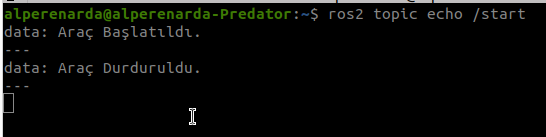 alperenarda@alperenarda-Predator:~$ ros2 topic echo /start
data: Araç Başlatıldı.
---
data: Araç Durduruldu.
---